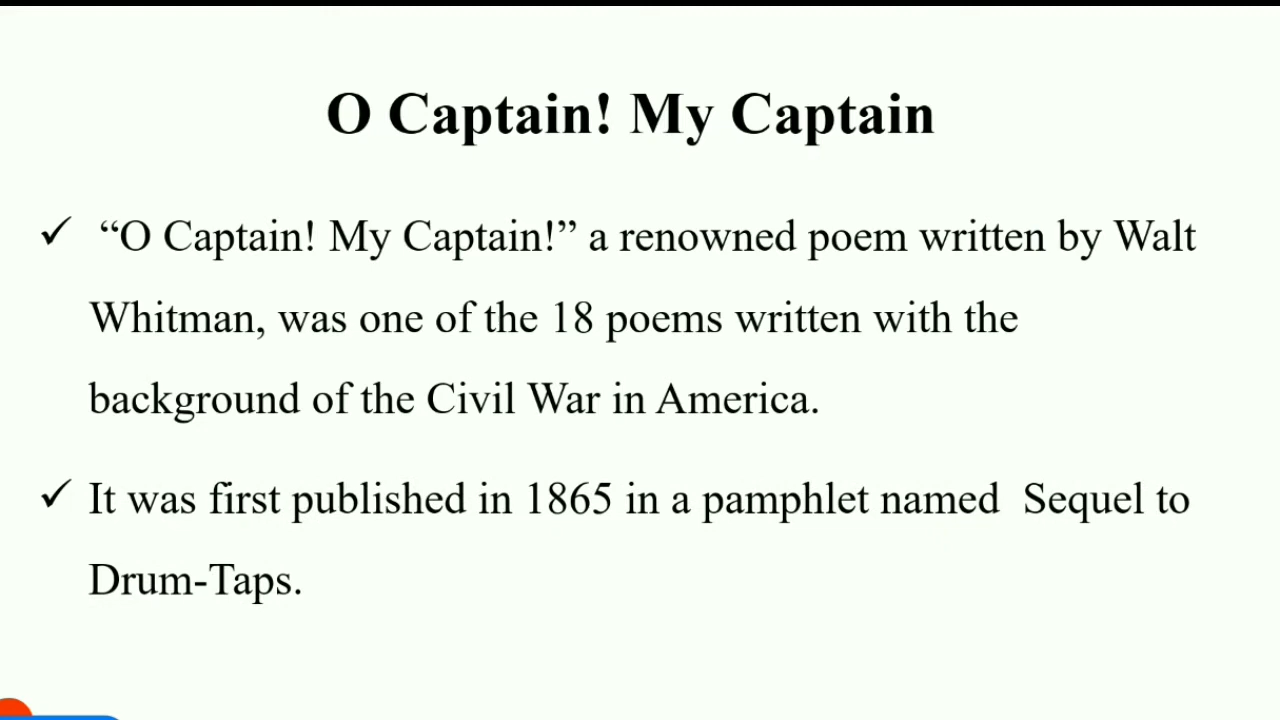 O Captain! My Captain
✓ “O Captain! My Captain!” a renowned poem written by Walt
Whitman, was one of the 18 poems written with the
background of the Civil War in America.
✓ It was first published in 1865 in a pamphlet named  Sequel to
Drum-Taps.